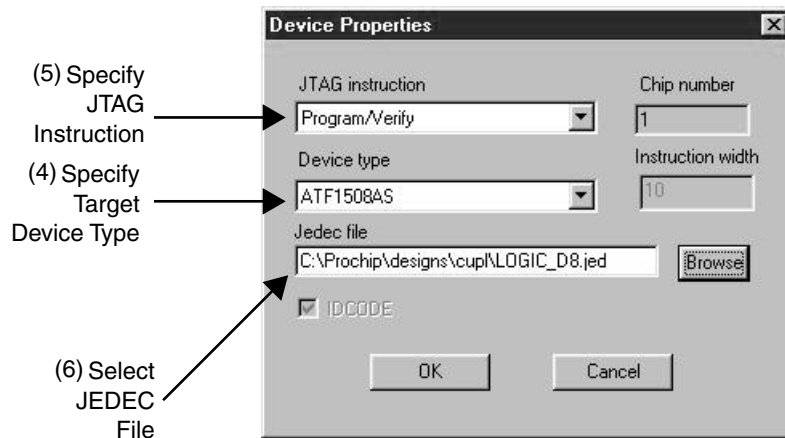 Device Properties
(5) Specify
JTAG
Instruction
JTAG instruction
Chip number
Program/Verify
1
(4) Specify
Target
Device Type
Device type
Instruction width
ATF1508AS
10
Jedec file
C:\Prochip\designs\cupl\LOGIC_D8.jed
Browse
IDCODE
(6) Select
JEDEC
File
OK
Cancel